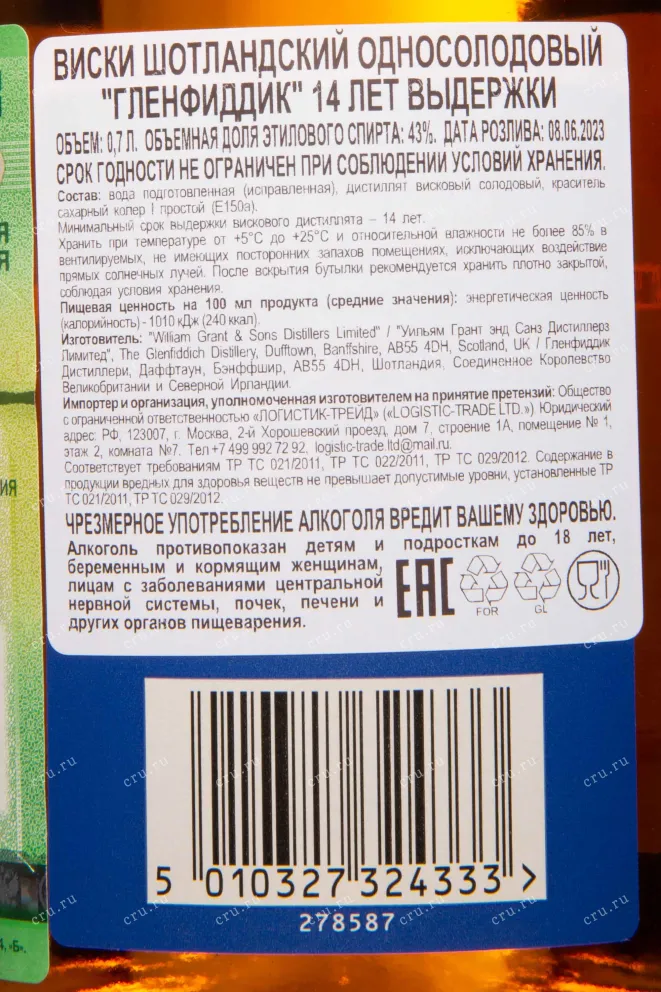 ВИСКИ ШОТЛАНДСКИЙ ОДНОСОЛОДОВЫЙ
"ГЛЕНФИДДИК" 14 ЛЕТ ВЫДЕРЖКИ
ОБЪЕМ: 0,7 Л. ОБЪЕМНАЯ ДОЛЯ ЭТИЛОВОГО СПИРТА: 43%. ДАТА РОЗЛИВА: 08.06.2023
СРОК ГОДНОСТИ НЕ ОГРАНИЧЕН ПРИ СОБЛЮДЕНИИ УСЛОВИЙ ХРАНЕНИЯ.
Состав: вода подготовленная (исправленная), дистиллят висковый солодовый, краситель
сахарный колер I простой (Е150а).
Минимальный срок выдержки вискового дистиллята – 14 лет.
Хранить при температуре от +5°С до +25°С и относительной влажности не более 85% в
вентилируемых, не имеющих посторонних запахов помещениях, исключающих воздействие
прямых солнечных лучей. После вскрытия бутылки рекомендуется хранить плотно закрытой,
соблюдая условия хранения.
Пищевая ценность на 100 мл продукта (средние значения): энергетическая ценность
(калорийность) - 1010 кДж (240 ккал).
Изготовитель: "William Grant & Sons Distillers Limited" / "Уильям Грант энд Санз Дистиллерз
Лимитед", The Glenfiddich Distillery, Dufftown, Banffshire, AB55 4DH, Scotland, UK / Гленфиддик
Дистиллери, Даффтаун, Бэнффшир, AB55 4DH, Шотландия, Соединенное Королевство
Великобритании и Северной Ирландии.
Импортер и организация, уполномоченная изготовителем на принятие претензий: Общество
с ограниченной ответственностью «ЛОГИСТИК-ТРЕЙД» («LOGISTIC-TRADE LTD.») Юридический
адрес: РФ, 123007, г. Москва, 2-й Хорошевский проезд, дом 7, строение 1А, помещение № 1,
этаж 2, комната №7. Тел +7 499 992 72 92, logistic-trade.ltd@mail.ru.
Соответствует требованиям ТР ТС 021/2011, ТР ТС 022/2011, ТР ТС 029/2012. Содержание в
продукции вредных для здоровья веществ не превышает допустимые уровни, установленные ТР
ТС 021/2011, ТР ТС 029/2012.
ЧРЕЗМЕРНОЕ УПОТРЕБЛЕНИЕ АЛКОГОЛЯ ВРЕДИТ ВАШЕМУ ЗДОРОВЬЮ.
Алкоголь противопоказан детям и подросткам до 18 лет,
беременным и кормящим женщинам,
лицам с заболеваниями центральной
нервной системы, почек, печени и
других органов пищеварения.
ЕАС
FOR
GL
5 010327 324333 >
278587
cru.ru